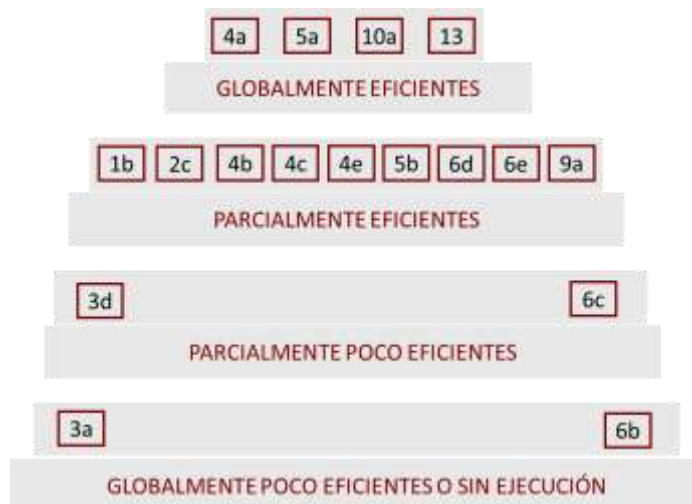 4a 5a 10a 13
GLOBALMENTE EFICIENTES
1b 2c 4b 4c 4e 5b 6d 6e 9a
PARCIALMENTE EFICIENTES
3d 6c
PARCIALMENTE POCO EFICIENTES
3a 6b
GLOBALMENTE POCO EFICIENTES O SIN EJECUCIÓN